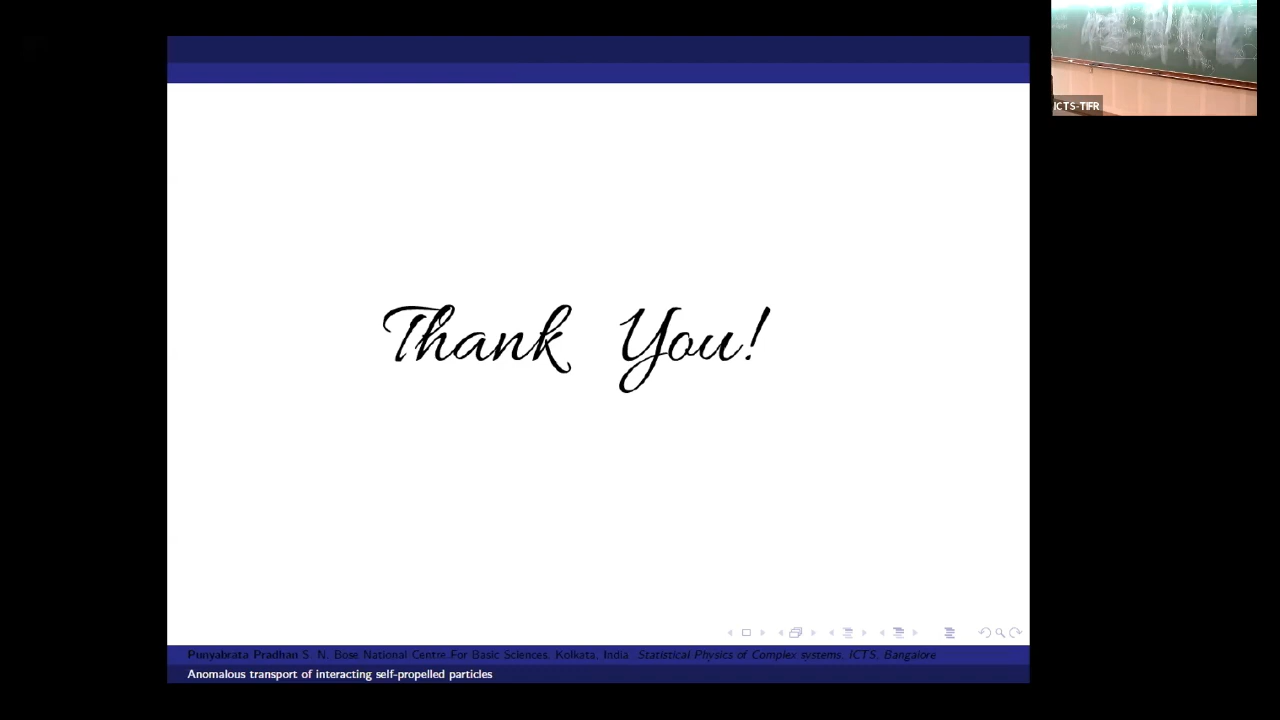 ICTS-TIFR
Thank You!
Punyabrata Pradhan S. N. Bose National Centre For Basic Sciences, Kolkata, India Statistical Physics of Complex systems, ICTS, Bangalore
Anomalous transport of interacting self-propelled particles